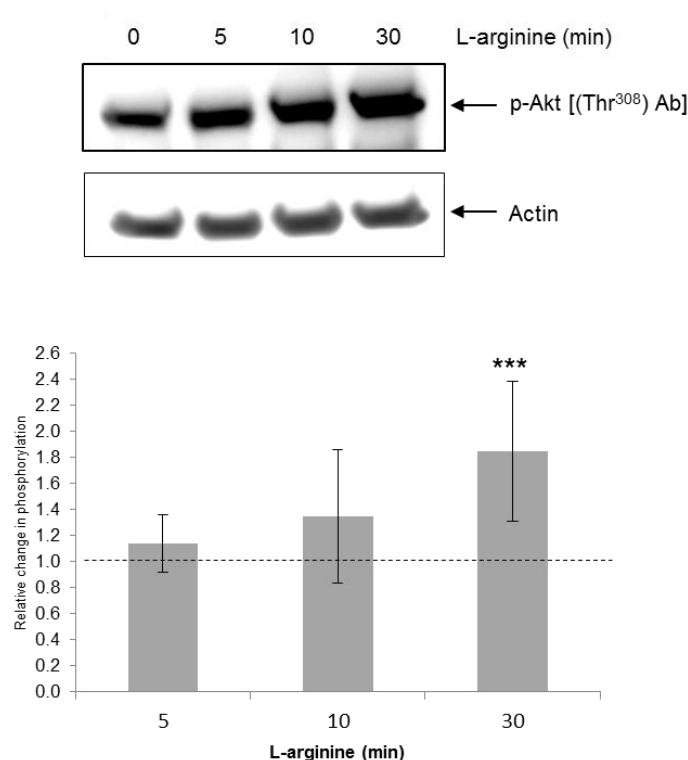 0 5 10 30 L-arginine (min)
p-Akt [(Thr³⁰⁸) Ab]
Actin
2.6
2.4
2.2
2.0
1.8
1.6
1.4
1.2
1.0
0.8
0.6
0.4
0.2
0.0
Relative change in phosphorylation
***
5 10 30
L-arginine (min)